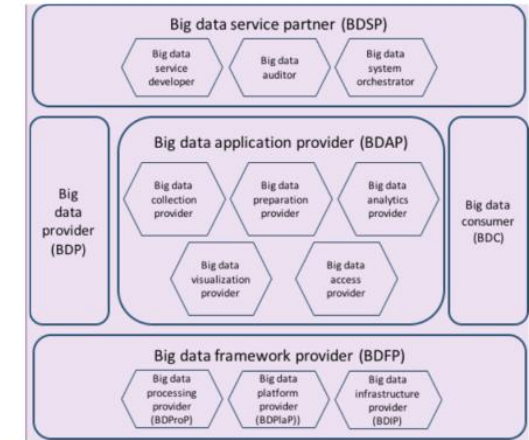 Big data service partner (BDSP)
Big data
service
developer
Big data
auditor
Big data
system
orchestrator
Big
data
provider
(BDP)
Big data application provider (BDAP)
Big data
collection
provider
Big data
preparation
provider
Big data
analytics
provider
Big data
visualization
provider
Big data
access
provider
Big data
consumer
(BDC)
Big data framework provider (BDFP)
Big data
processing
provider
(BDProP)
Big data
platform
provider
(BDPlaP))
Big data
infrastructure
provider
(BDIP)